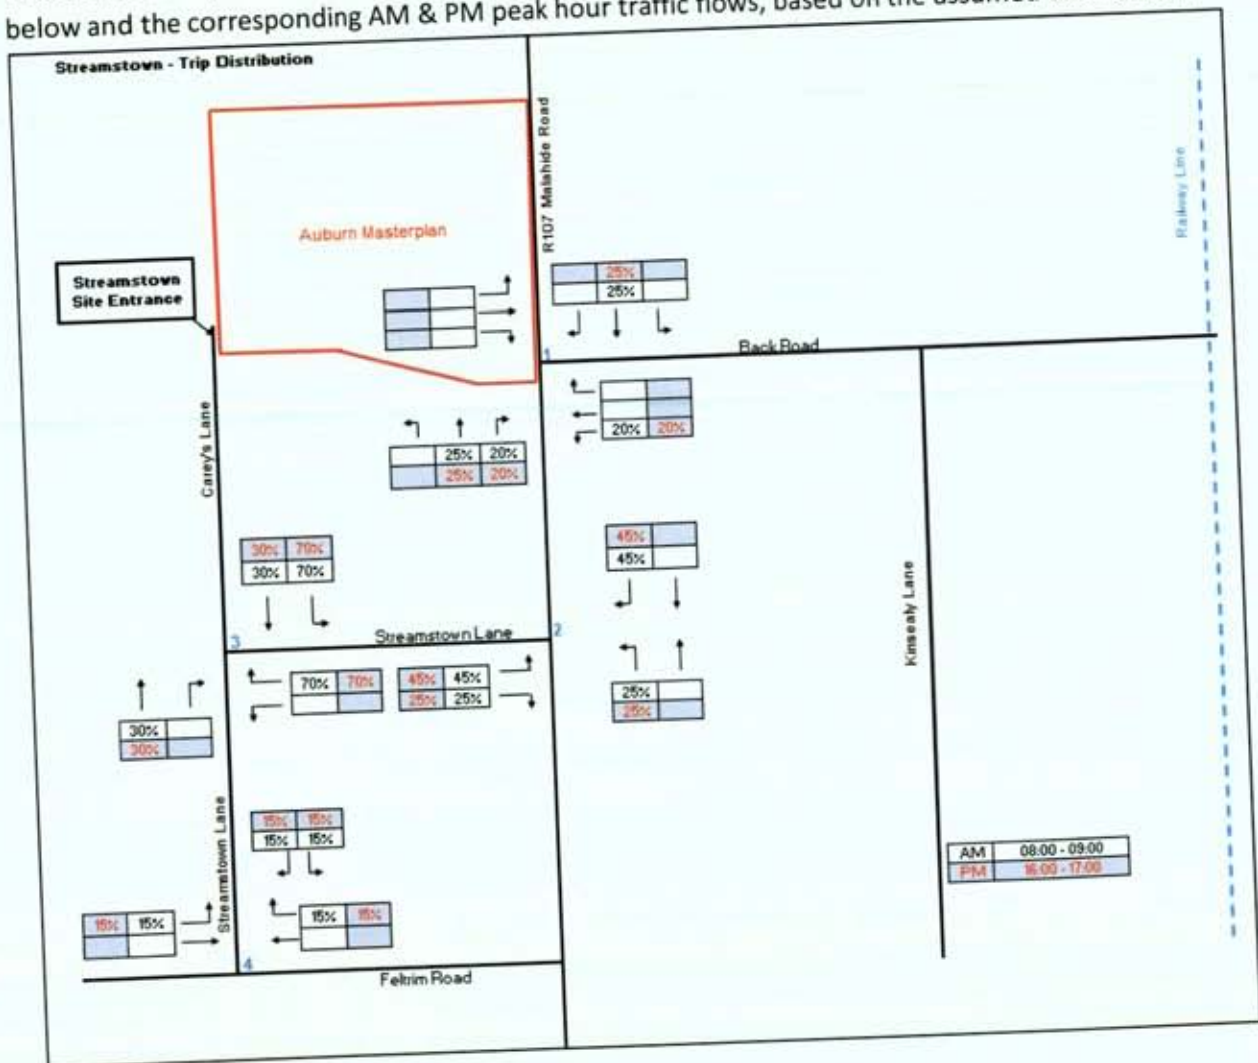 below and the corresponding AM & PM peak hour traffic flows, based on the assumed
Streamstown - Trip Distribution
R107 Malahide Road
Railway Line
Auburn Masterplan
Streamstown
Site Entrance
25%
25%
1
Back Road
20% 20%
Carey's Lane
25% 20%
25% 20%
30% 70%
30% 70%
45%
45%
Kinsealy Lane
3
Streamstown Lane
2
70% 70%
45% 45%
25% 25%
25%
25%
30%
30%
Streamstown Lane
15% 15%
15% 15%
AM 08:00 - 09:00
PM 16:00 - 17:00
15% 15%
15% 15%
4
Feltrim Road